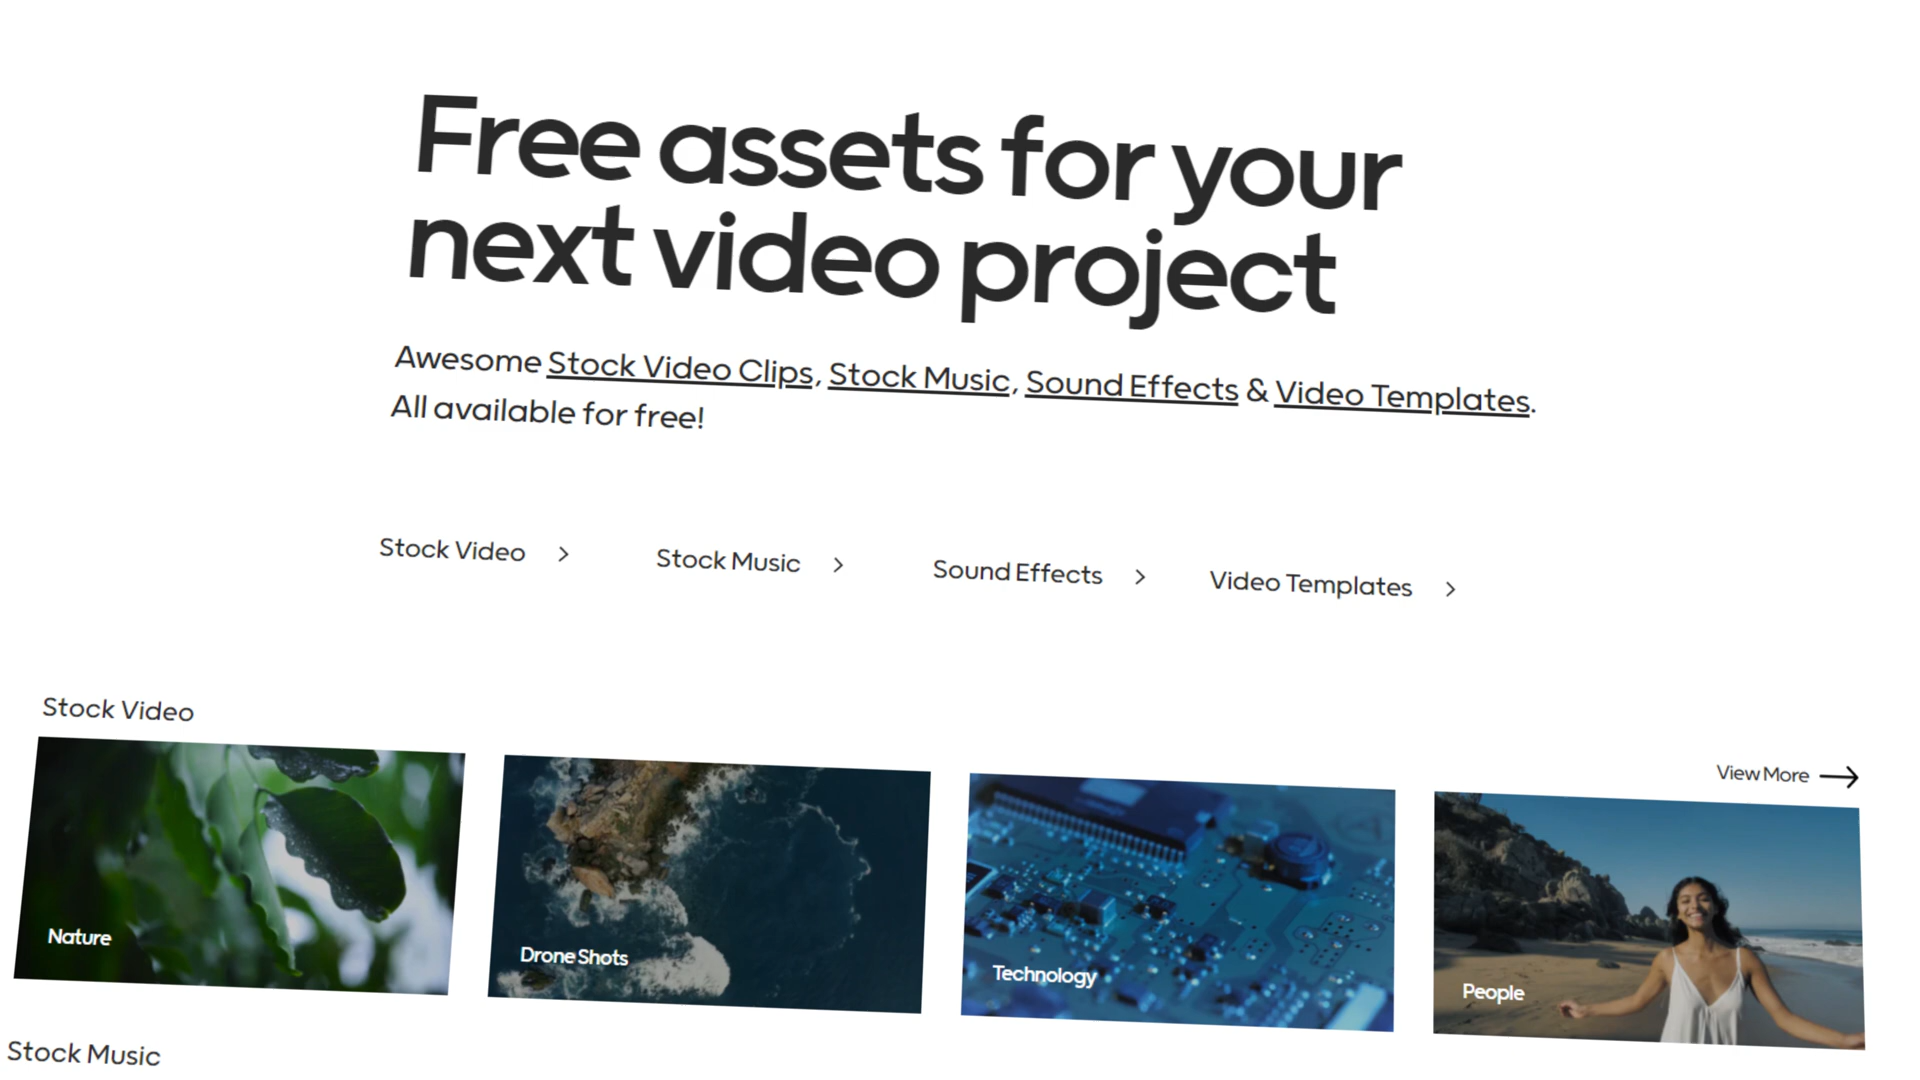 Free assets for your
next video project
Awesome Stock Video Clips, Stock Music, Sound Effects & Video Templates.
All available for free!
Stock Video
Stock Music
Sound Effects
Video Templates
Stock Video
View More
Nature
Drone Shots
Technology
People
Stock Music